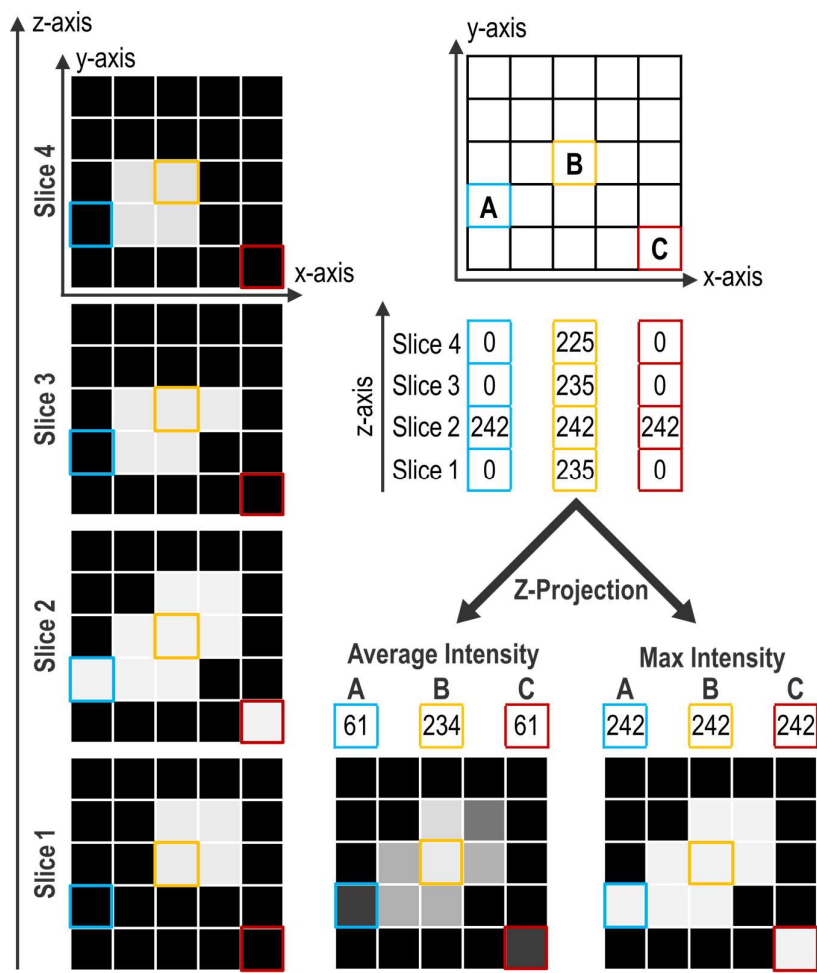 z-axis
y-axis
Slice 4
x-axis
Slice 3
Slice 2
Slice 1
y-axis
B
A
C
x-axis
z-axis
Slice 4 0 225 0
Slice 3 0 235 0
Slice 2 242 242 242
Slice 1 0 235 0
Z-Projection
Average Intensity
A B C
61 234 61
Max Intensity
A B C
242 242 242